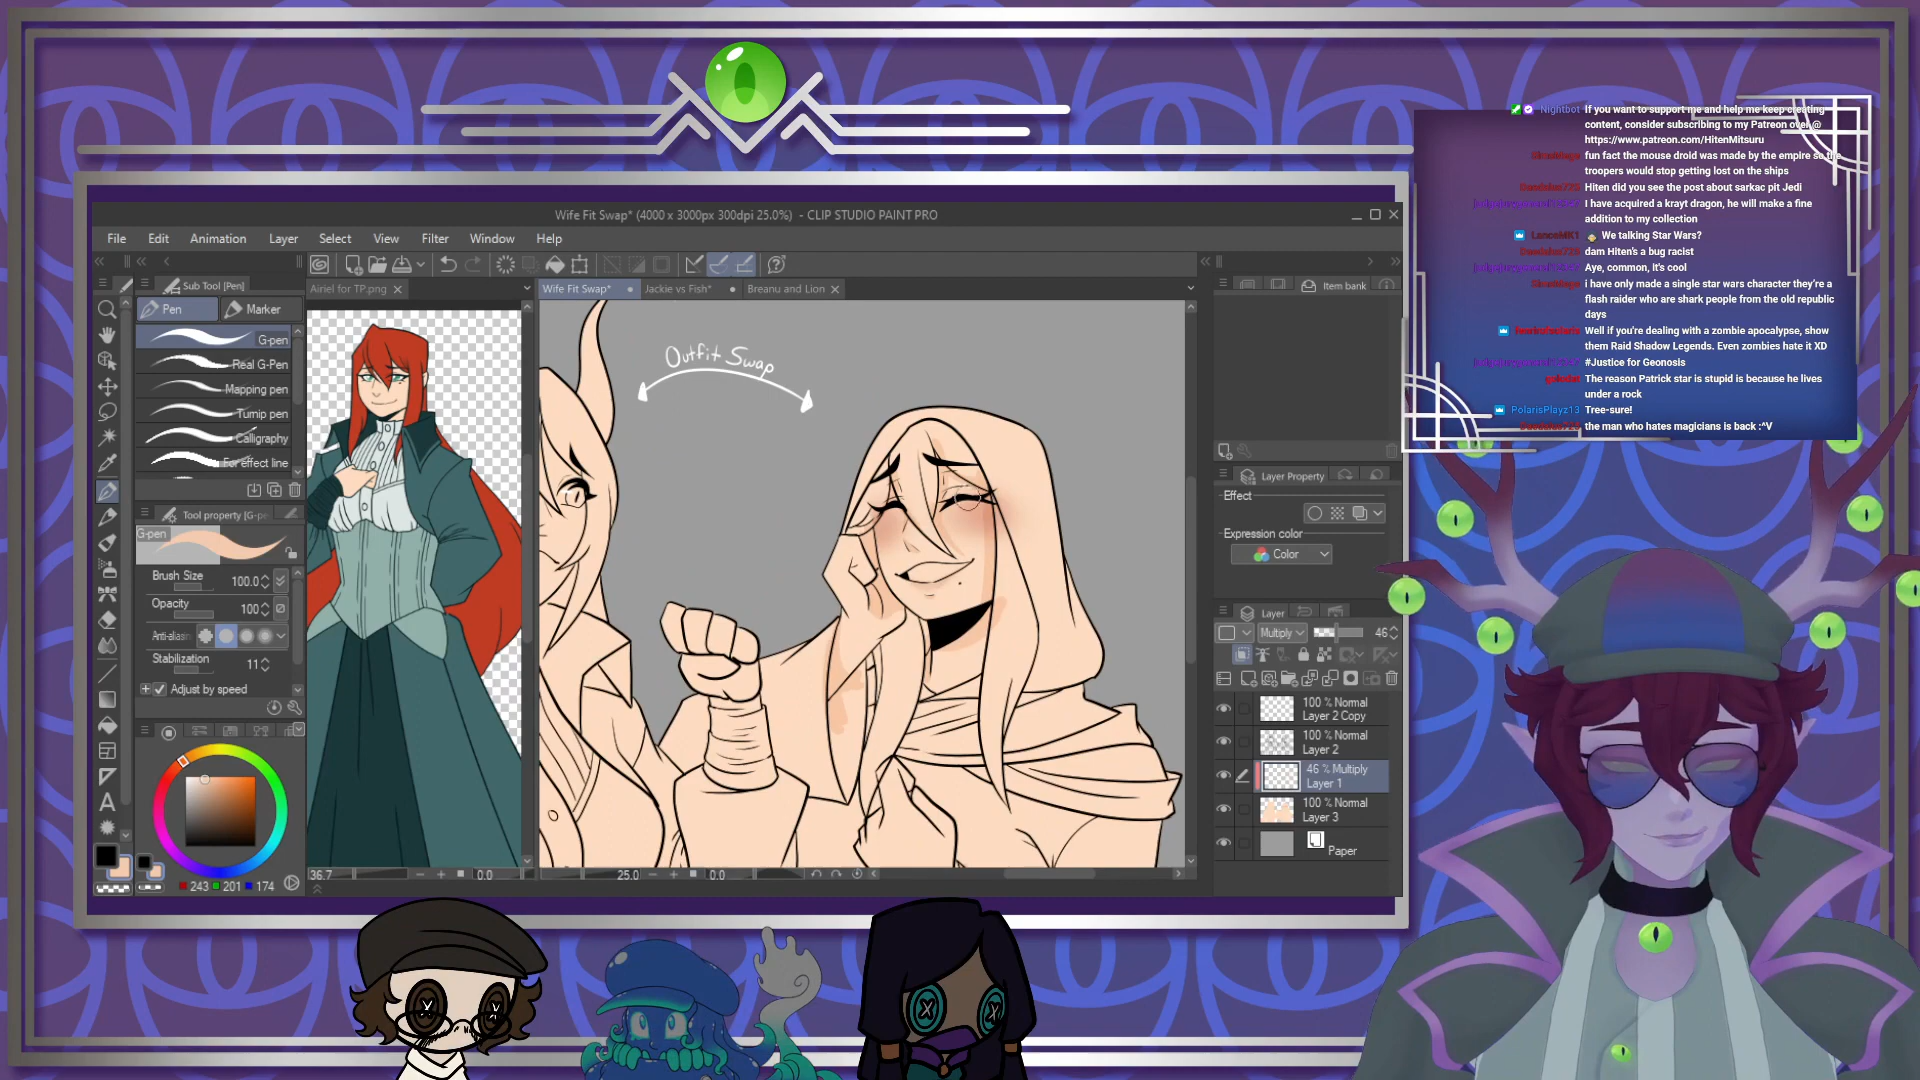 Wife Fit Swap* (4000 x 3000px 300dpi 25.0%) - CLIP STUDIO PAINT PRO
File Edit Animation Layer Select View Filter Window Help
Sub Tool [Pen]
Airiel for TP.png
Wife Fit Swap*
Jackie vs Fish*
Breanu and Lion
Item bank
Pen
Marker
G-pen
Real G-Pen
Mapping pen
Turnip pen
Calligraphy
For effect line
Tool property [G-pe
G-pen
Brush Size 100.0
Opacity 100
Anti-aliasin
Stabilization 11
Adjust by speed
243 201 174
36.7
0.0
25.0
0.0
Outfit Swap
Layer Property
Effect
Expression color
Color
Layer
Multiply 46
100 % Normal
Layer 2 Copy
100 % Normal
Layer 2
46 % Multiply
Layer 1
100 % Normal
Layer 3
Paper
Nightbot If you want to support me and help me keep creating
content, consider subscribing to my Patreon over @
https://www.patreon.com/HitenMitsuru
fun fact the mouse droid was made by the empire so the
troopers would stop getting lost on the ships
Hiten did you see the post about sarkac pit Jedi
I have acquired a krayt dragon, he will make a fine
addition to my collection
LanceMK1 We talking Star Wars?
dam Hiten's a bug racist
Aye, common, it's cool
i have only made a single star wars character they're a
flash raider who are shark people from the old republic
days
Well if you're dealing with a zombie apocalypse, show
them Raid Shadow Legends. Even zombies hate it XD
#Justice for Geonosis
The reason Patrick star is stupid is because he lives
under a rock
PolarisPlayz13 Tree-sure!
the man who hates magicians is back :^V